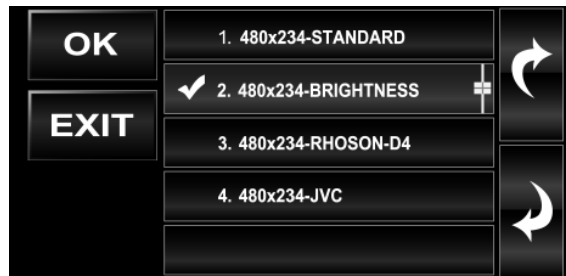 OK
EXIT
1. 480x234-STANDARD
2. 480x234-BRIGHTNESS
3. 480x234-RHOSON-D4
4. 480x234-JVC